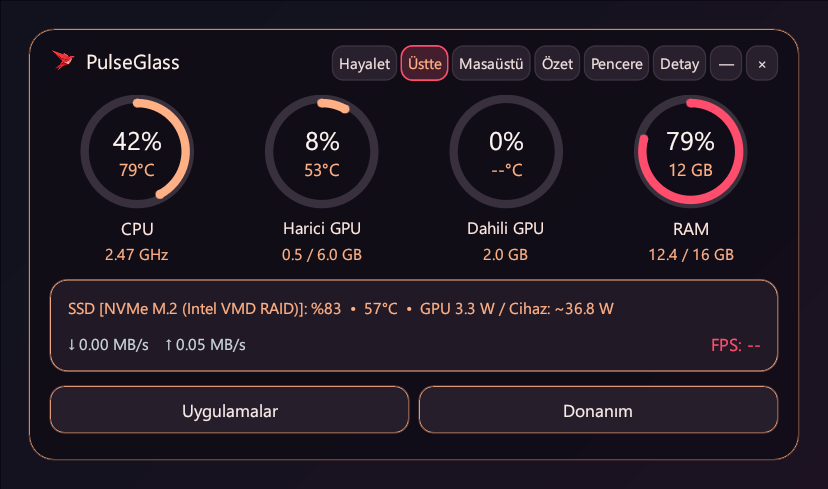 PulseGlass
Hayalet Üstte Masaüstü Özet Pencere Detay — ×
42% 8% 0% 79%
79°C 53°C --°C 12 GB
CPU Harici GPU Dahili GPU RAM
2.47 GHz 0.5 / 6.0 GB 2.0 GB 12.4 / 16 GB
SSD [NVMe M.2 (Intel VMD RAID)]: %83 • 57°C • GPU 3.3 W / Cihaz: ~36.8 W
↓ 0.00 MB/s ↑ 0.05 MB/s FPS: --
Uygulamalar Donanım